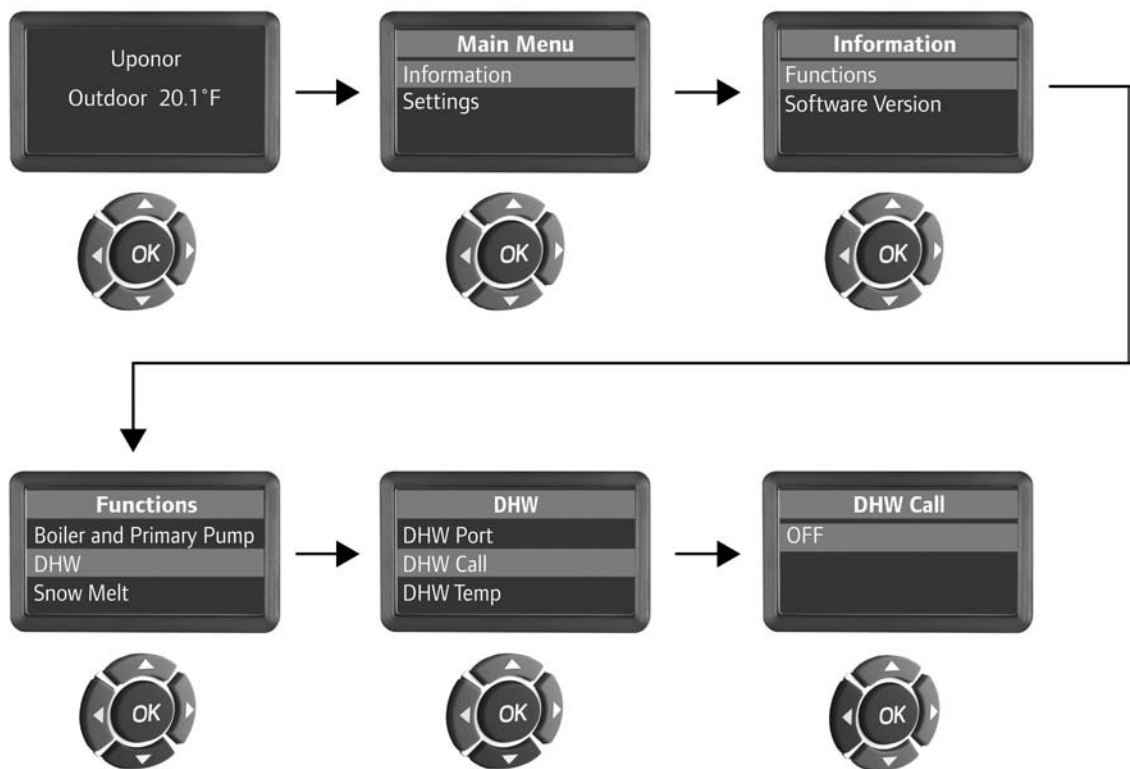 Uponor
Outdoor 20.1°F
Main Menu
Information
Settings
Information
Functions
Software Version
OK
OK
OK
Functions
Boiler and Primary Pump
DHW
Snow Melt
DHW
DHW Port
DHW Call
DHW Temp
DHW Call
OFF
OK
OK
OK